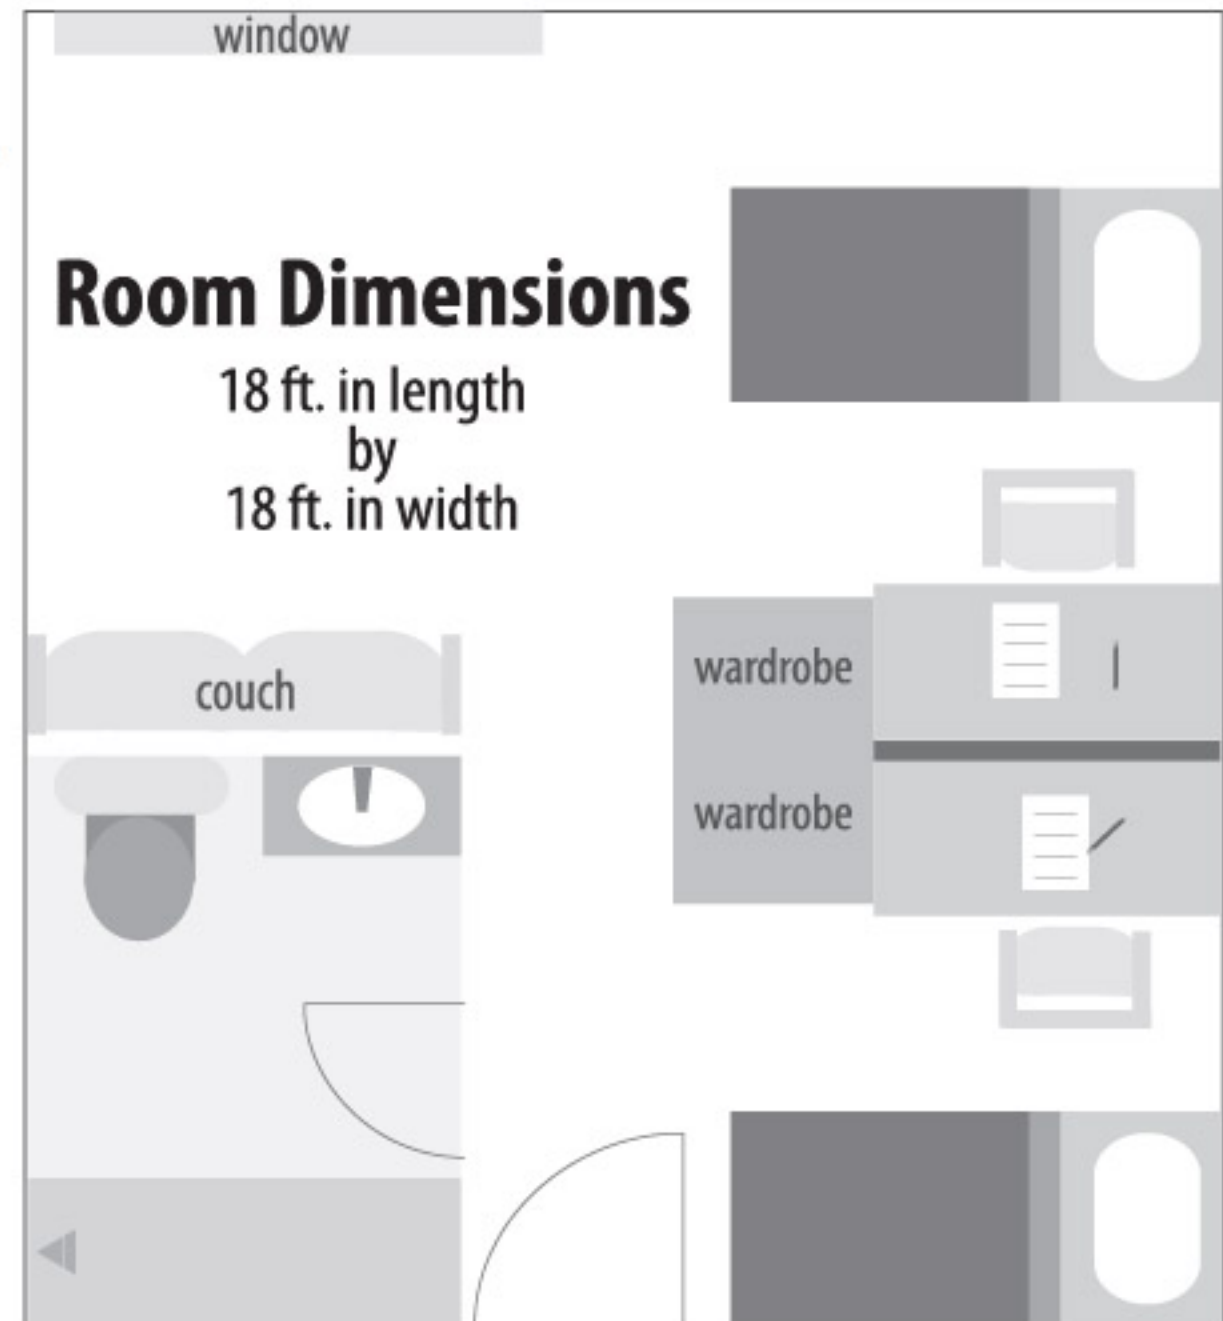 window
Room Dimensions
18 ft. in length
by
18 ft. in width
couch
wardrobe
wardrobe